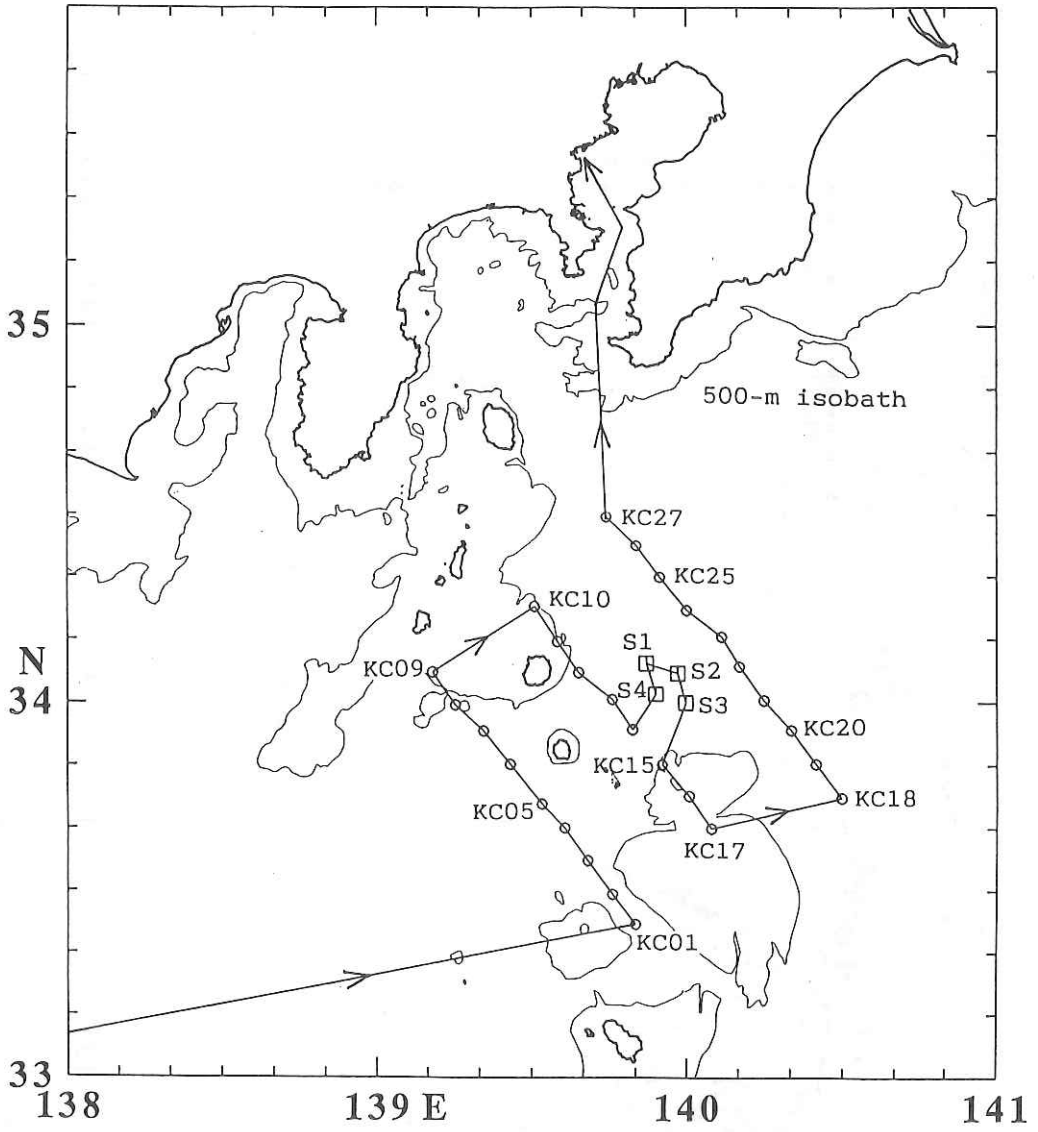 35
500-m isobath
KC27
KC25
KC10
S1
N
KC09
S2
S4
34
S3
KC20
KC15
KC05
KC18
KC17
KC01
33
138
139 E
140
141